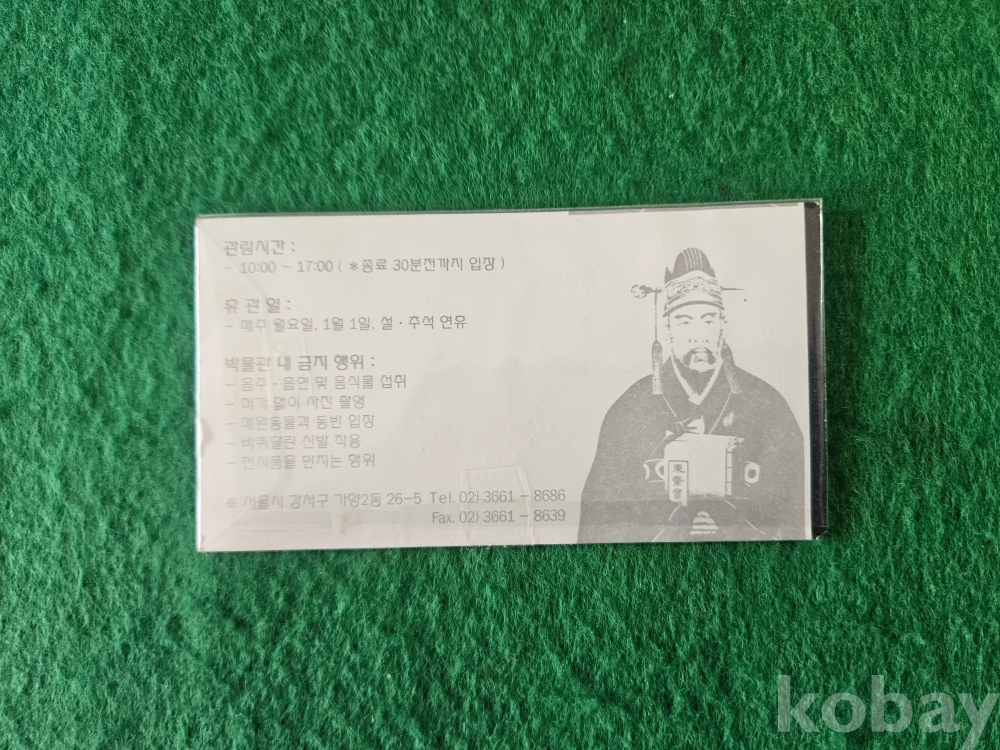 관람시간 :
- 10:00 ~ 17:00 ( *종료 30분전까지 입장 )
휴 관 일 :
- 매주 월요일, 1월 1일, 설 · 추석 연휴
박물관 내 금지 행위 :
- 음주 · 흡연 및 음식물 섭취
- 허가 없이 사진 촬영
- 애완동물과 동반 입장
- 바퀴달린 신발 착용
- 전시품을 만지는 행위
※ 서울시 강서구 가양2동 26-5 Tel. 02) 3661 - 8686
Fax. 02) 3661 - 8639
東醫寶
kobay